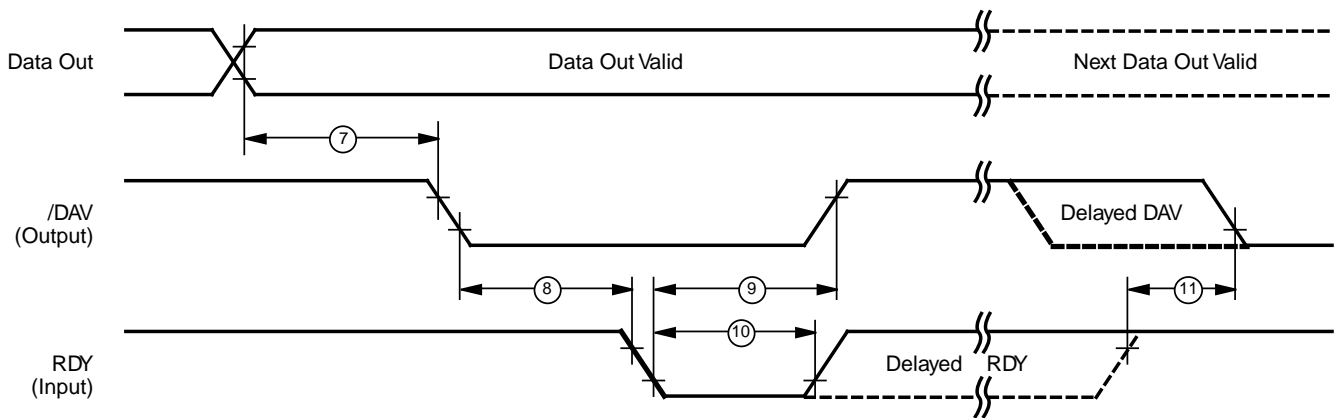 Data Out
Data Out Valid
Next Data Out Valid
7
/DAV
(Output)
Delayed DAV
8
9
11
10
RDY
(Input)
Delayed RDY